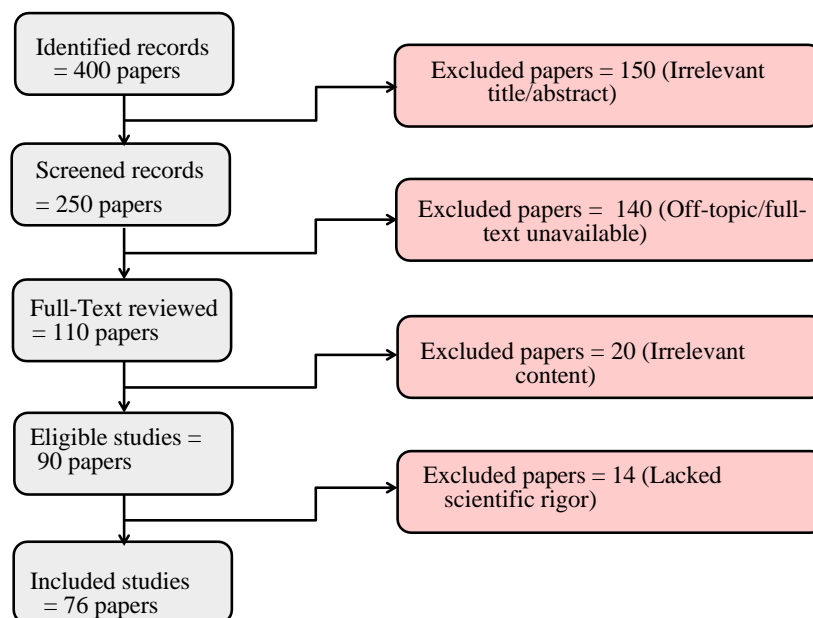 Identified records
= 400 papers
Excluded papers = 150 (Irrelevant
title/abstract)
Screened records
= 250 papers
Excluded papers = 140 (Off-topic/full-
text unavailable)
Full-Text reviewed
= 110 papers
Excluded papers = 20 (Irrelevant
content)
Eligible studies =
90 papers
Excluded papers = 14 (Lacked
scientific rigor)
Included studies
= 76 papers